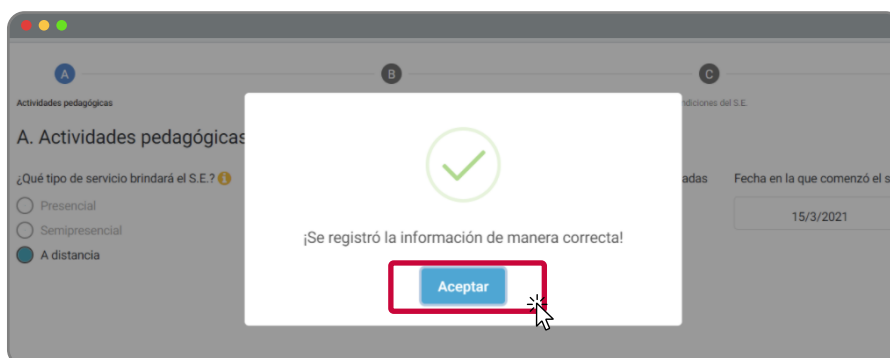 A
B
C
Actividades pedagógicas
ndiciones del S.E.
A. Actividades pedagógicas
¿Qué tipo de servicio brindará el S.E.?
adas
Fecha en la que comenzó el s
Presencial
15/3/2021
Semipresencial
¡Se registró la información de manera correcta!
A distancia
Aceptar